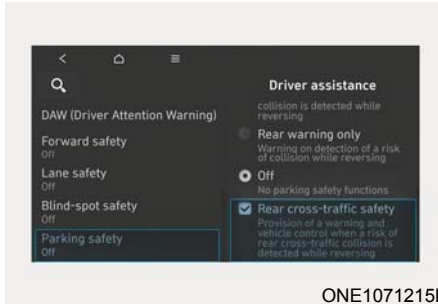 Driver assistance
DAW (Driver Attention Warning)
Forward safety
Off
Lane safety
Off
Blind-spot safety
Off
Parking safety
Off
collision is detected while
reversing
Rear warning only
Warning on detection of a risk
of collision while reversing
Off
No parking safety functions
Rear cross-traffic safety
Provision of a warning and
vehicle control when a risk of
rear cross-traffic collision is
detected while reversing
ONE1071215